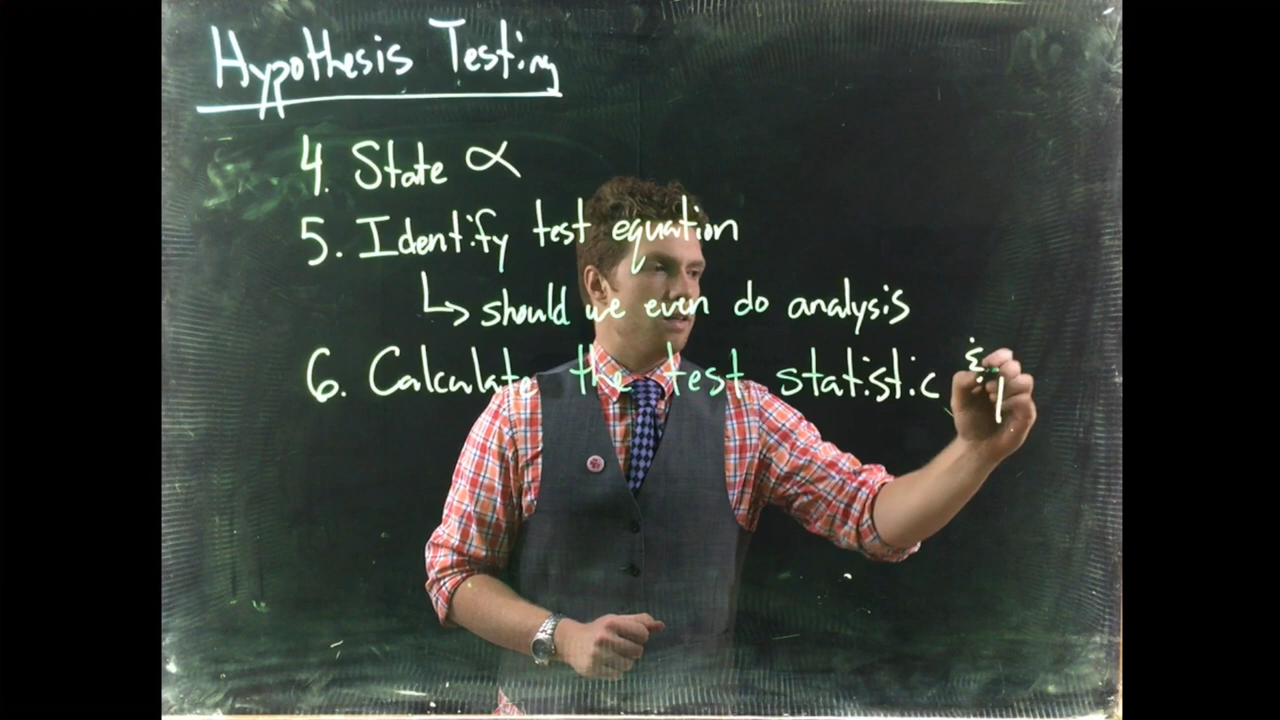 Hypothesis Testing
4. State α
5. Identify test equation
↳ should we even do analysis
6. Calculate the test statistic &